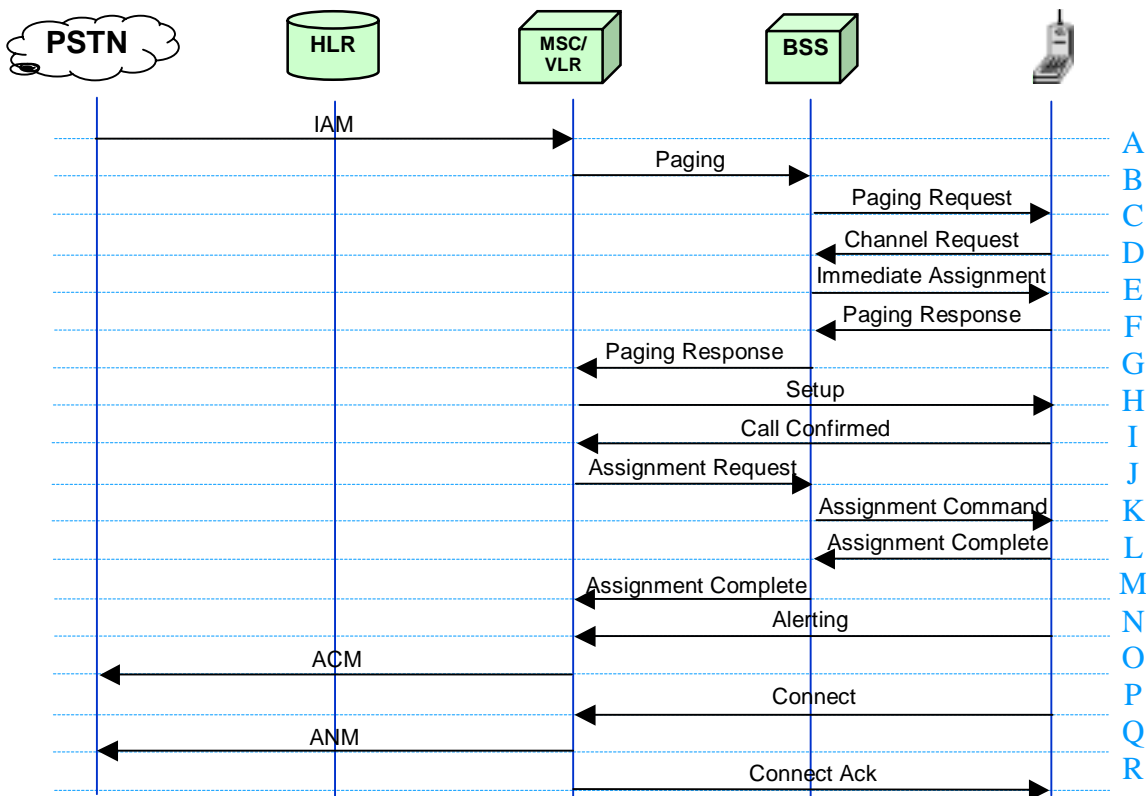 PSTN
HLR
MSC/
VLR
BSS
IAM
A
Paging
B
Paging Request
C
Channel Request
D
Immediate Assignment
E
Paging Response
F
Paging Response
G
Setup
H
Call Confirmed
I
Assignment Request
J
Assignment Command
K
Assignment Complete
L
Assignment Complete
M
Alerting
N
ACM
O
Connect
P
ANM
Q
Connect Ack
R